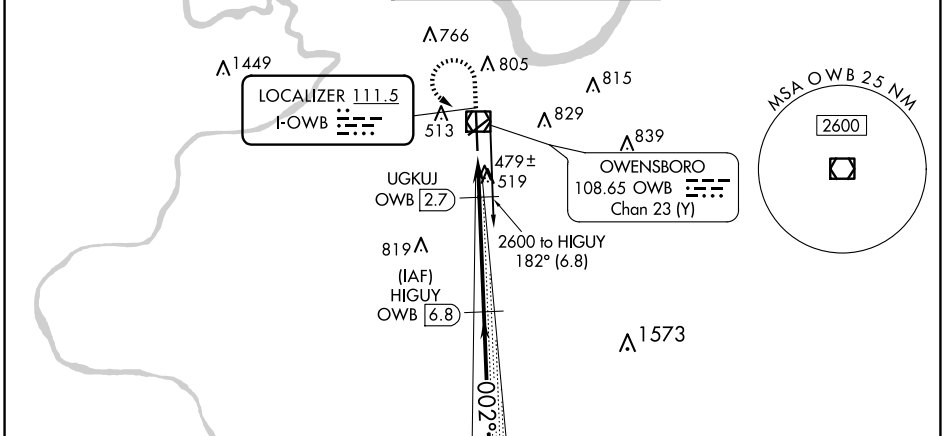 766
1449
805
815
MSA OWB 25 NM
2600
LOCALIZER 111.5
I-OWB
513
829
839
OWENSBORO
108.65 OWB
Chan 23 (Y)
479±
519
UGKUJ
OWB 2.7
2600 to HIGUY
182° (6.8)
819
(IAF)
HIGUY
OWB 6.8
1573
002°